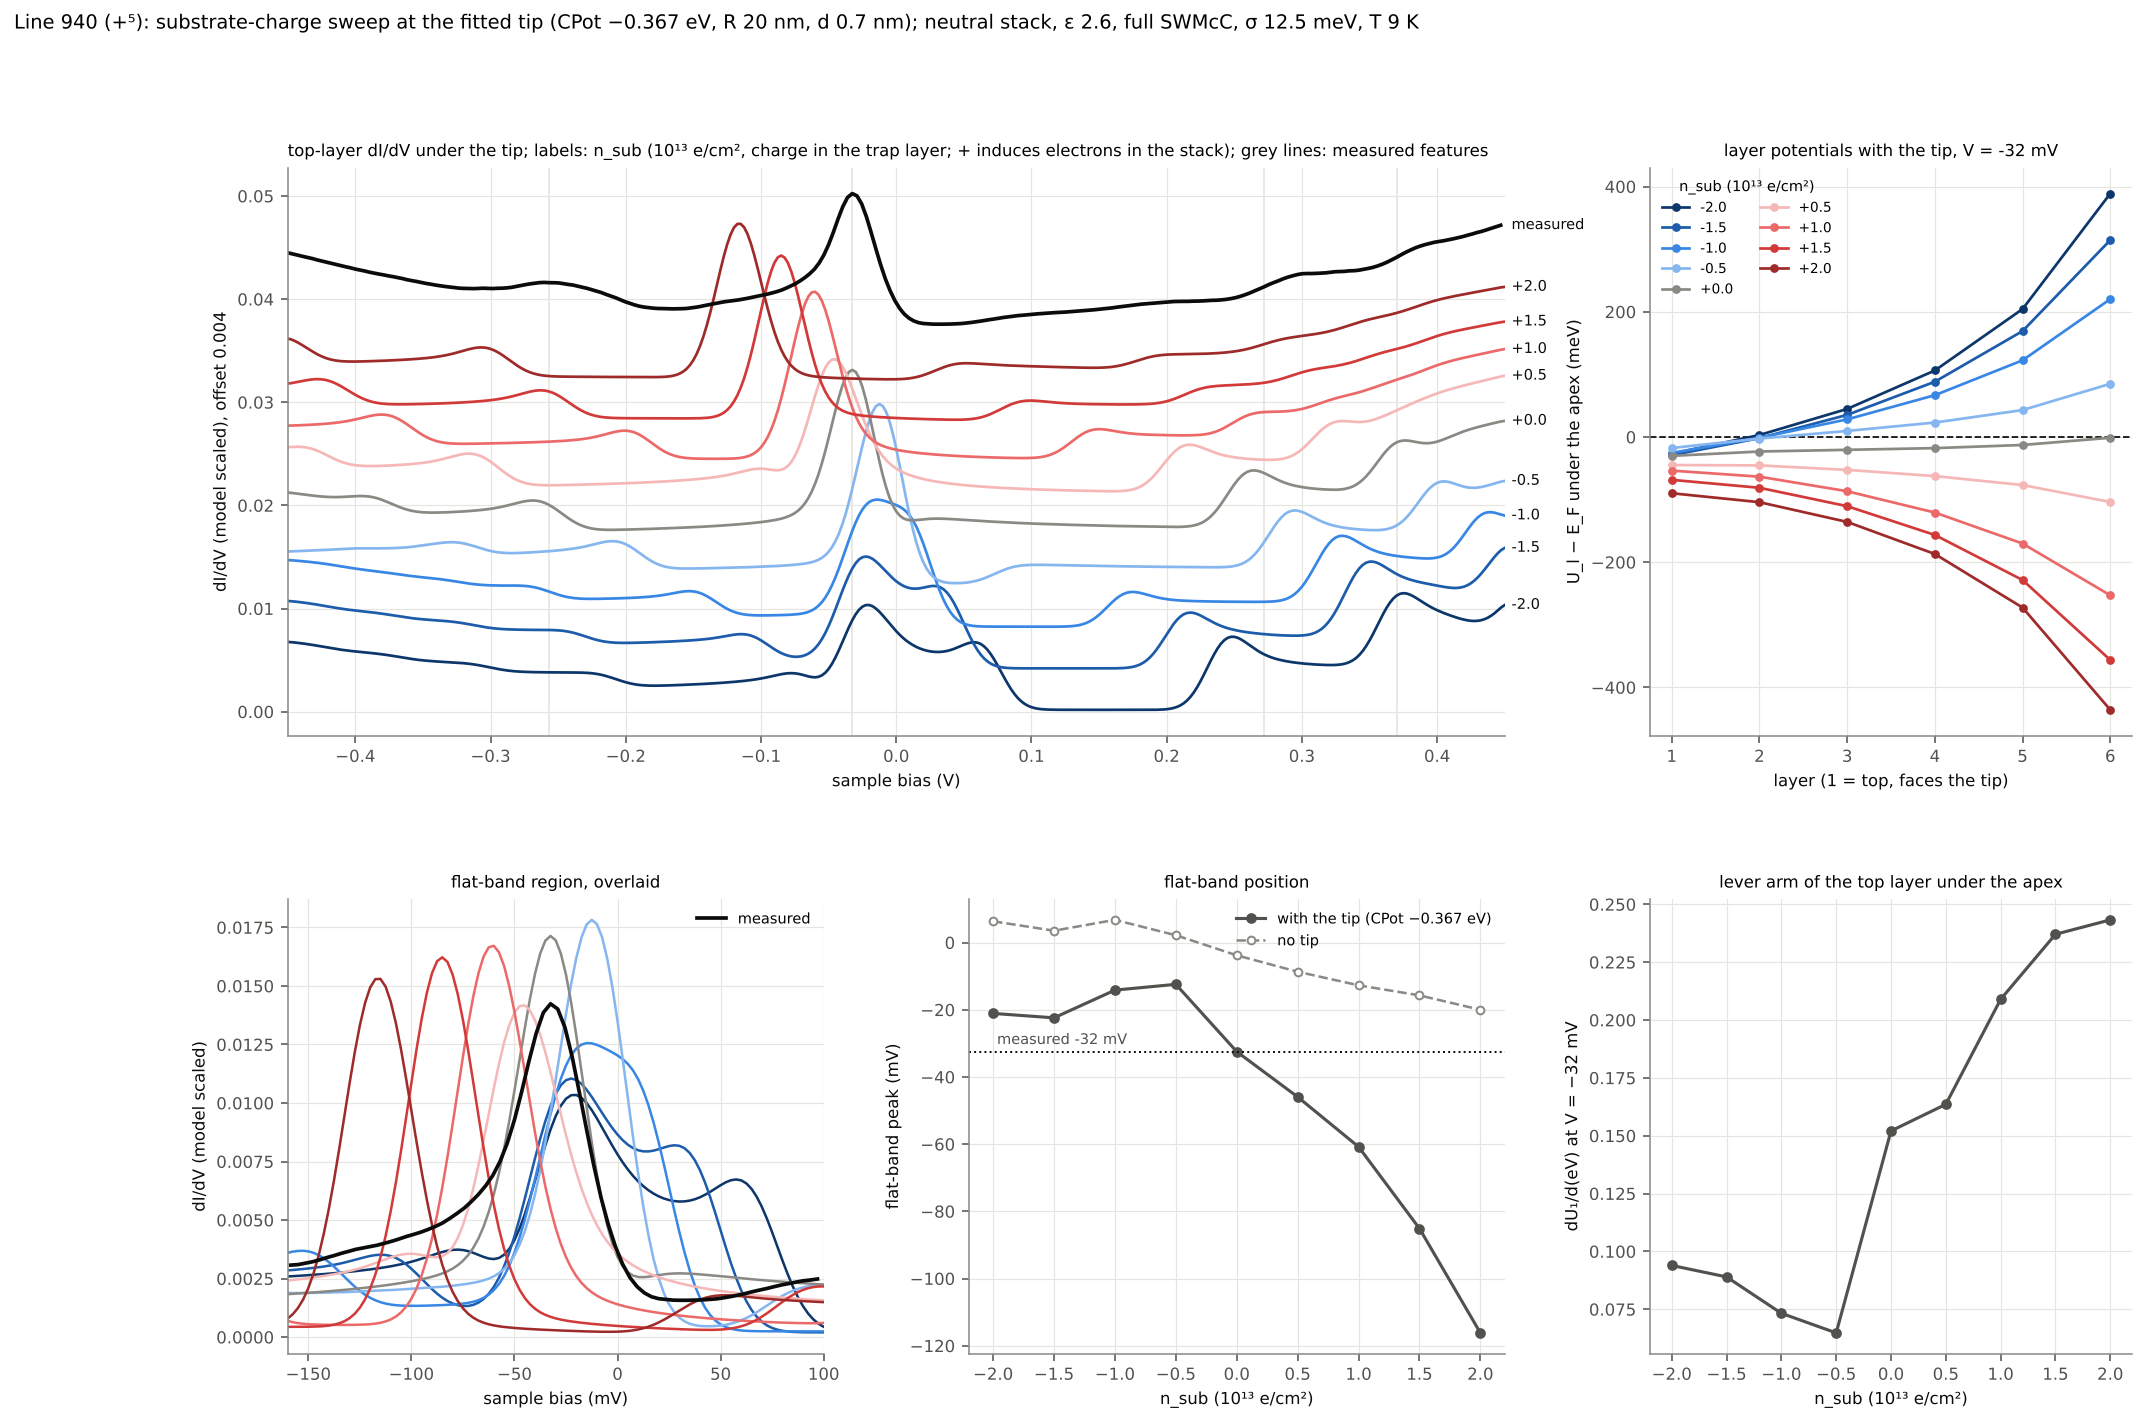 Line 940 (+⁵): substrate-charge sweep at the fitted tip (CPot −0.367 eV, R 20 nm, d 0.7 nm); neutral stack, ε 2.6, full SWMcC, σ 12.5 meV, T 9 K
top-layer dI/dV under the tip; labels: n_sub (10¹³ e/cm², charge in the trap layer; + induces electrons in the stack); grey lines: measured features
dI/dV (model scaled), offset 0.004
0.05
0.04
0.03
0.02
0.01
0.00
measured
+2.0
+1.5
+1.0
+0.5
+0.0
-0.5
-1.0
-1.5
-2.0
−0.4 −0.3 −0.2 −0.1 0.0 0.1 0.2 0.3 0.4
sample bias (V)
layer potentials with the tip, V = -32 mV
U_l − E_F under the apex (meV)
400
200
0
−200
−400
n_sub (10¹³ e/cm²)
-2.0 +0.5
-1.5 +1.0
-1.0 +1.5
-0.5 +2.0
+0.0
1 2 3 4 5 6
layer (1 = top, faces the tip)
flat-band region, overlaid
dI/dV (model scaled)
0.0175
0.0150
0.0125
0.0100
0.0075
0.0050
0.0025
0.0000
measured
−150 −100 −50 0 50 100
sample bias (mV)
flat-band position
flat-band peak (mV)
0
−20
−40
−60
−80
−100
−120
with the tip (CPot −0.367 eV)
no tip
measured -32 mV
−2.0 −1.5 −1.0 −0.5 0.0 0.5 1.0 1.5 2.0
n_sub (10¹³ e/cm²)
lever arm of the top layer under the apex
dU₁/d(eV) at V = −32 mV
0.250
0.225
0.200
0.175
0.150
0.125
0.100
0.075
−2.0 −1.5 −1.0 −0.5 0.0 0.5 1.0 1.5 2.0
n_sub (10¹³ e/cm²)